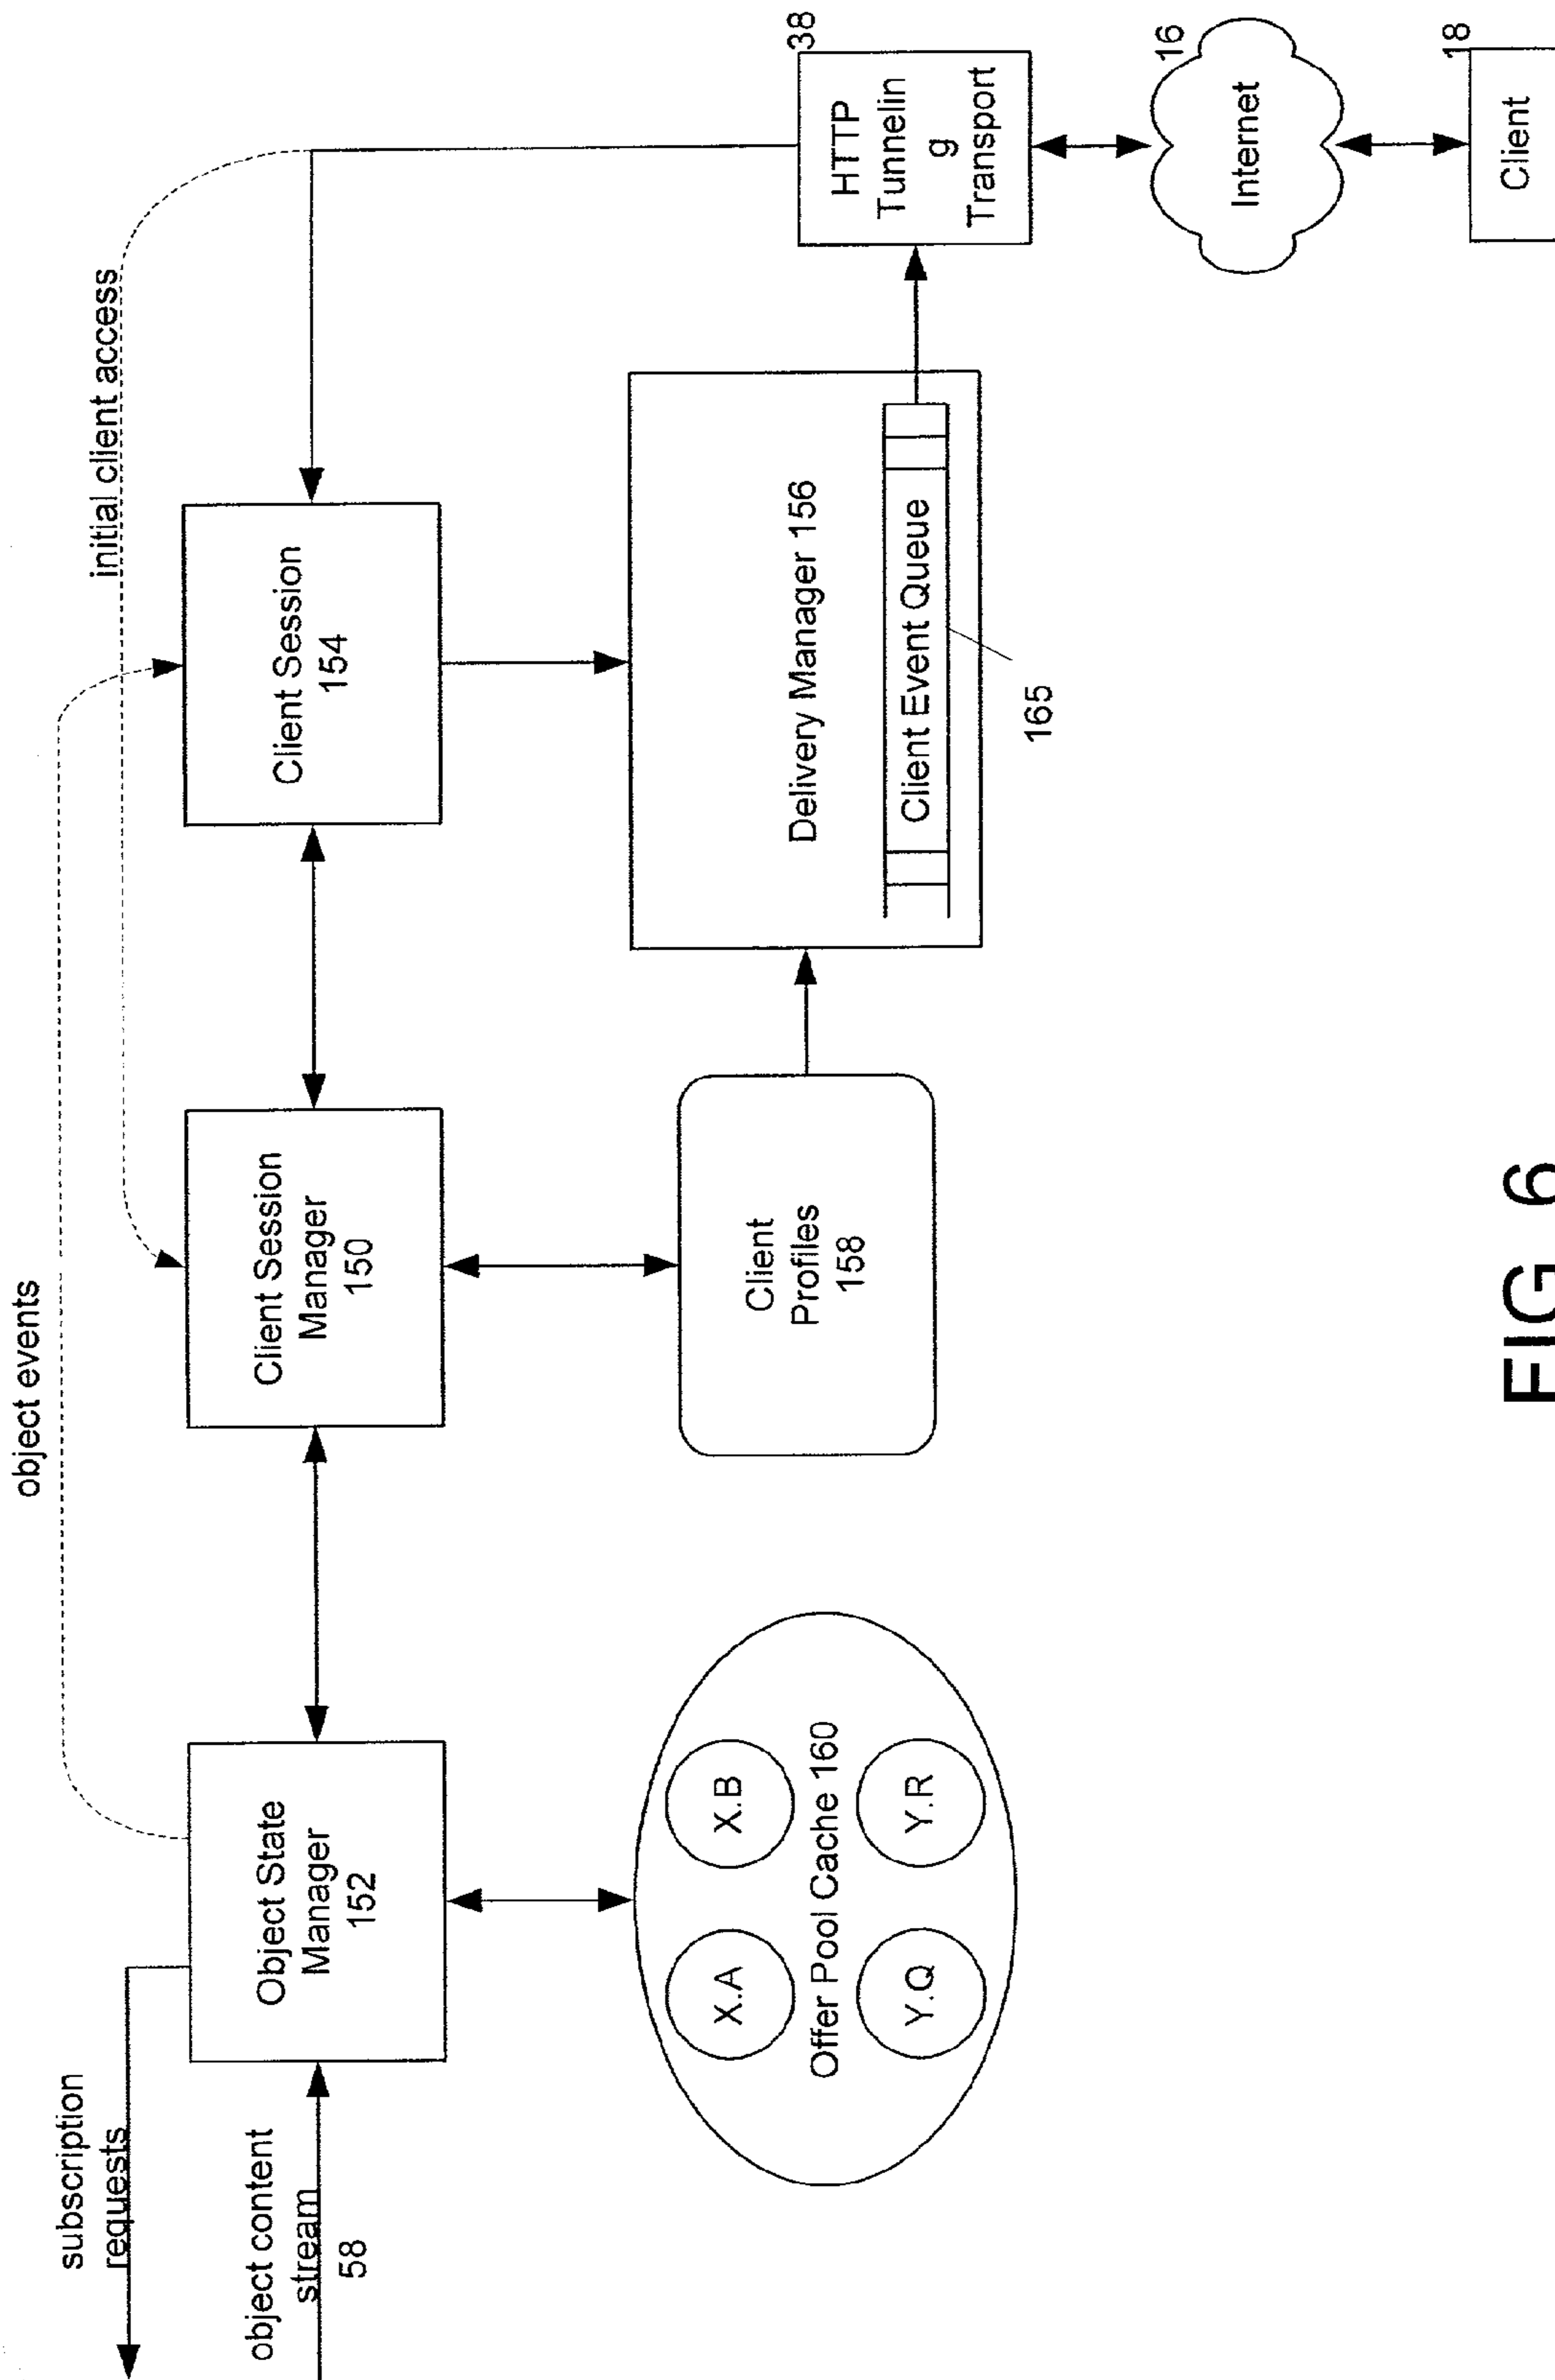 subscription
requests
object content
stream
58
object events
initial client access
Object State
Manager
152
Client Session
Manager
150
Client Session
154
X.A
X.B
Offer Pool Cache 160
Y.Q
Y.R
Client
Profiles
158
Delivery Manager 156
Client Event Queue
165
HTTP
Tunnelin
g
Transport
38
Internet
16
Client
18
FIG. 6